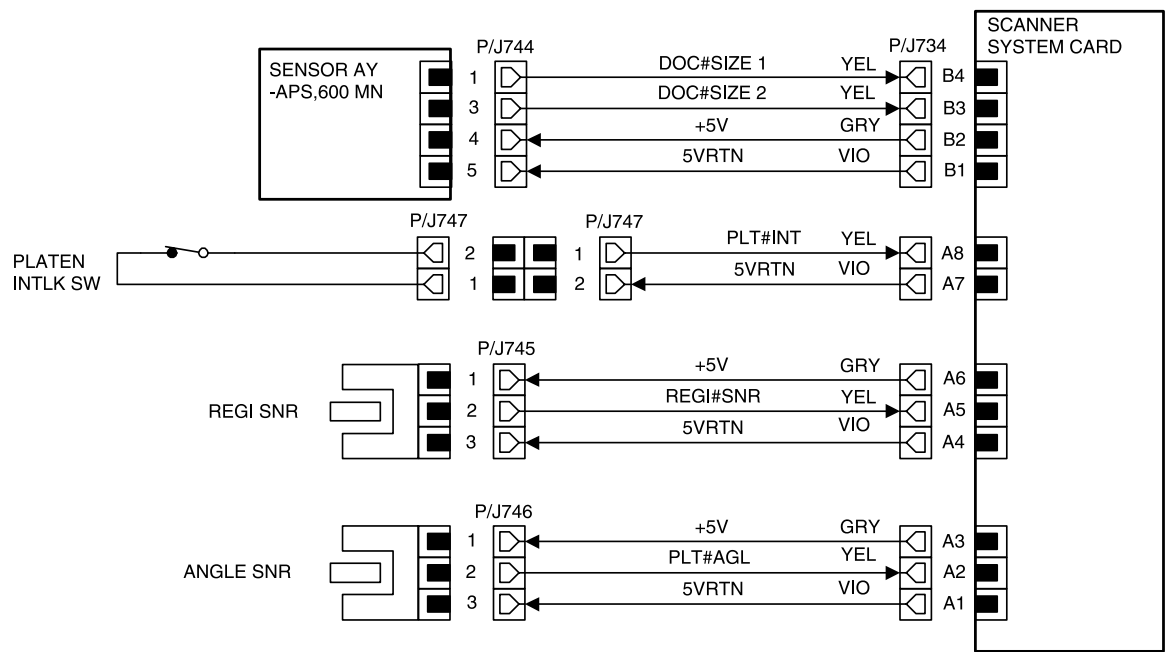 SCANNER
SYSTEM CARD
P/J744
P/J734
SENSOR AY
-APS,600 MN
1 DOC#SIZE 1 YEL B4
3 DOC#SIZE 2 YEL B3
4 +5V GRY B2
5 5VRTN VIO B1
P/J747
P/J747
PLATEN
INTLK SW
2 1 PLT#INT YEL A8
1 2 5VRTN VIO A7
P/J745
REGI SNR
1 +5V GRY A6
2 REGI#SNR YEL A5
3 5VRTN VIO A4
P/J746
ANGLE SNR
1 +5V GRY A3
2 PLT#AGL YEL A2
3 5VRTN VIO A1